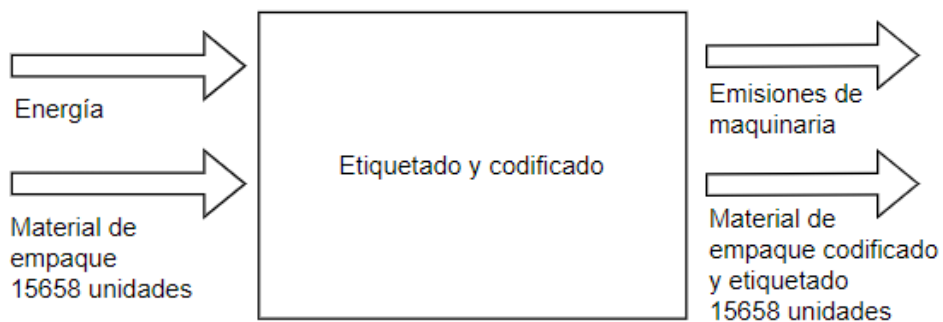 Energía
Material de
empaque
15658 unidades
Etiquetado y codificado
Emisiones de
maquinaria
Material de
empaque codificado
y etiquetado
15658 unidades